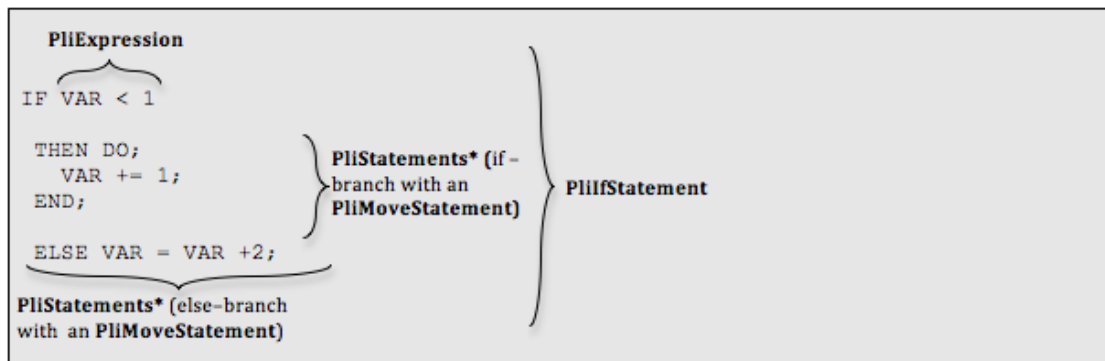 PliExpression
IF VAR < 1
THEN DO;
VAR += 1;
END;
PliStatements* (if –
branch with an
PliMoveStatement)
PliIfStatement
ELSE VAR = VAR +2;
PliStatements* (else–branch
with an PliMoveStatement)